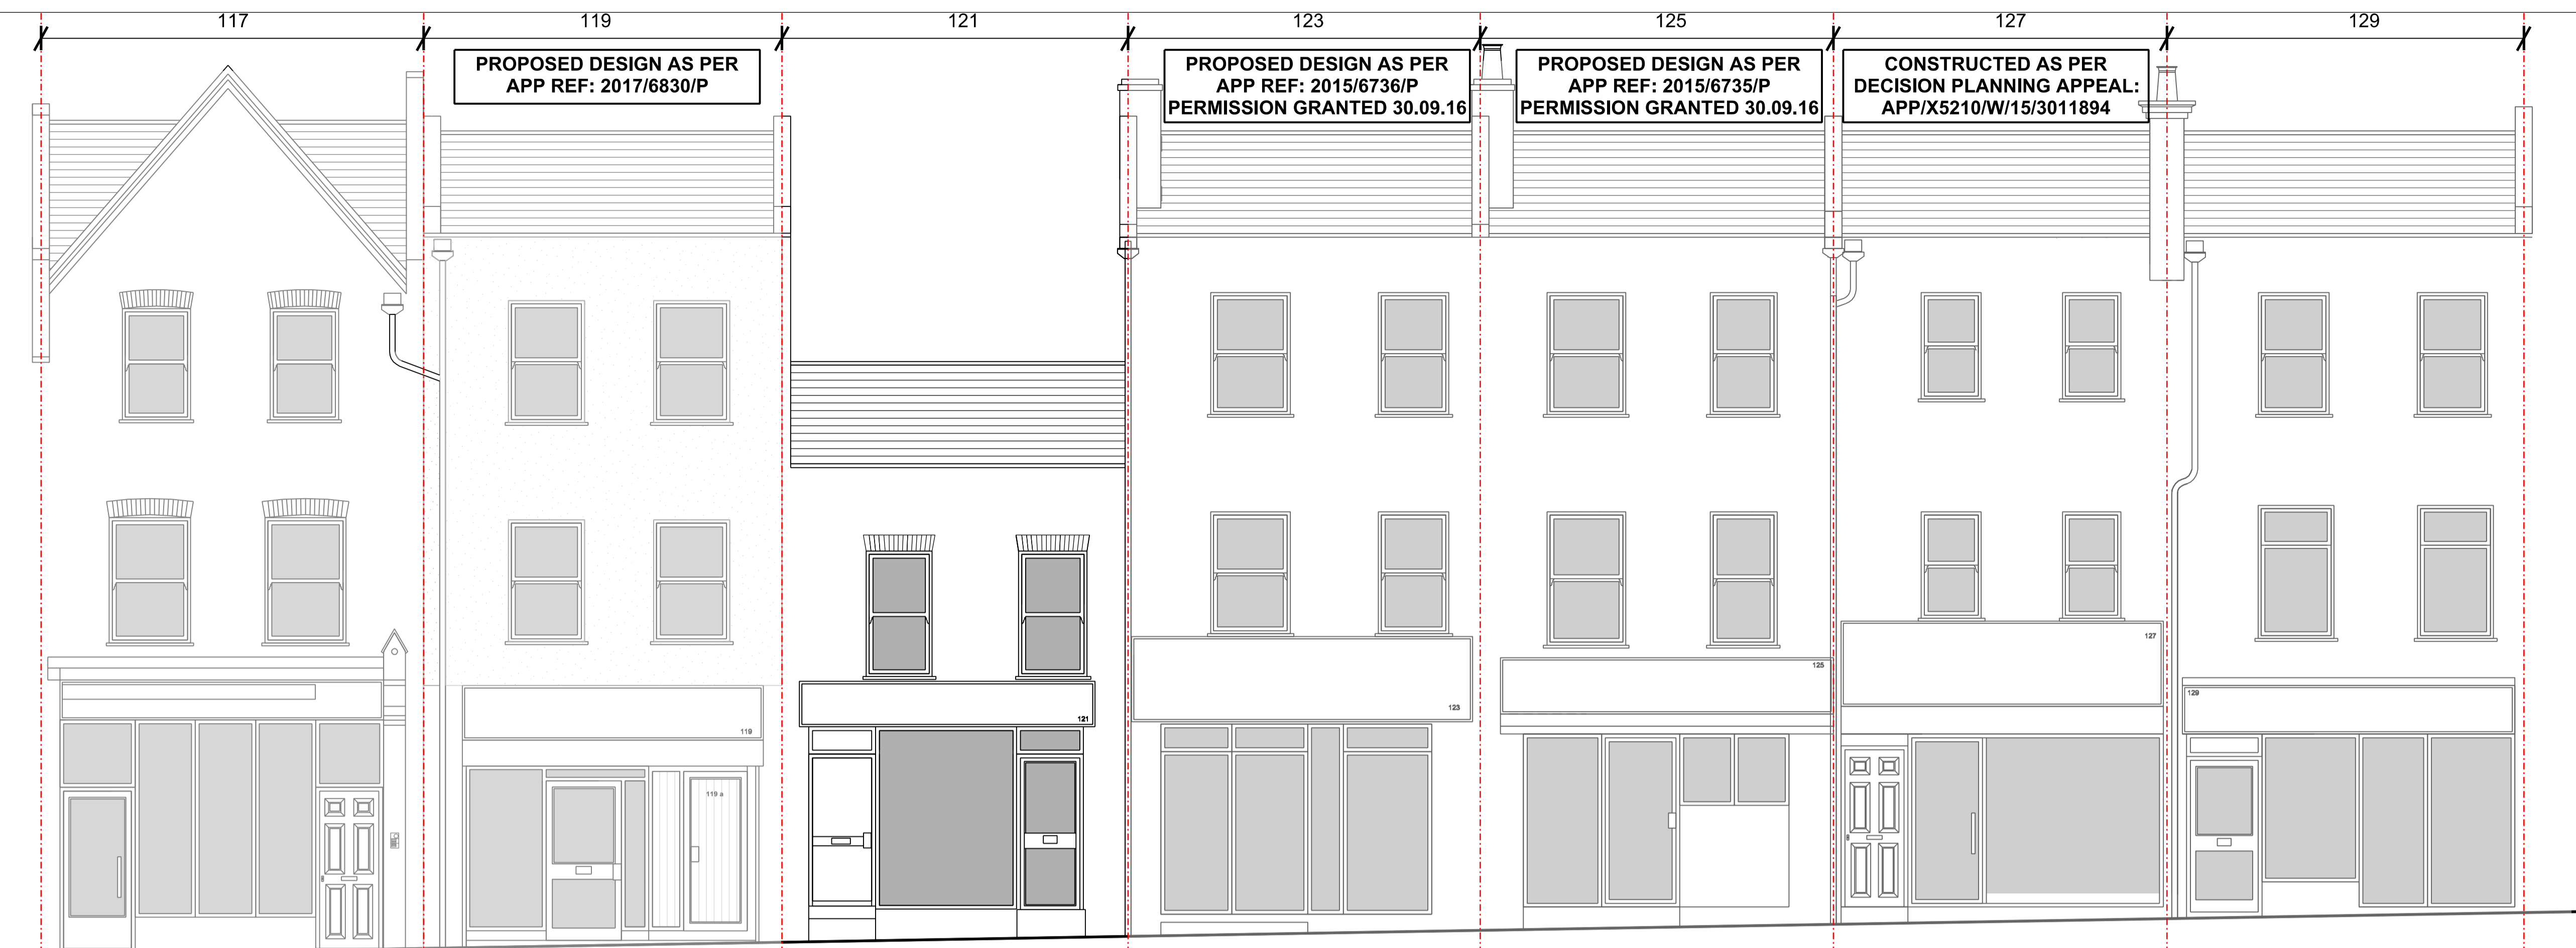 117
119
121
123
125
127
129
PROPOSED DESIGN AS PER
APP REF: 2017/6830/P
PROPOSED DESIGN AS PER
APP REF: 2015/6736/P
PERMISSION GRANTED 30.09.16
PROPOSED DESIGN AS PER
APP REF: 2015/6735/P
PERMISSION GRANTED 30.09.16
CONSTRUCTED AS PER
DECISION PLANNING APPEAL:
APP/X5210/W/15/3011894
119
119 a
121
123
125
127
129